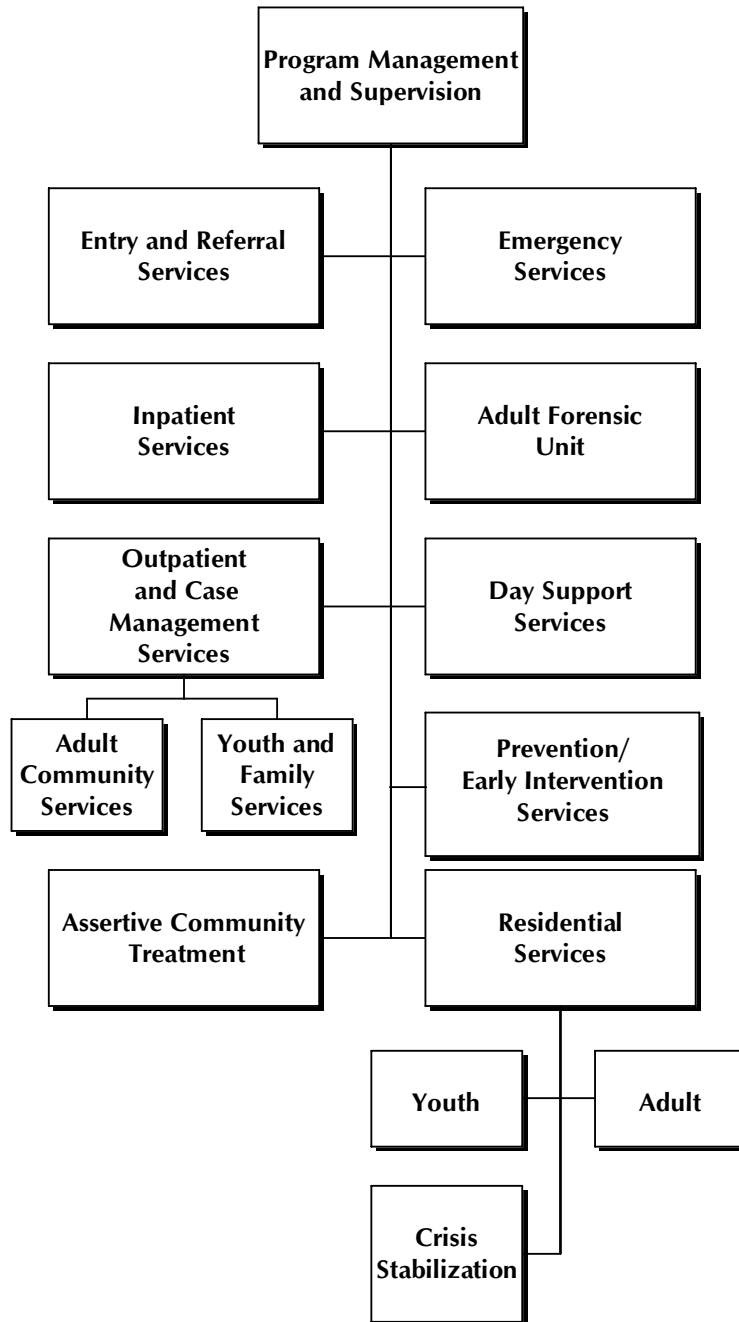 Program Management
and Supervision
Entry and Referral
Services
Emergency
Services
Inpatient
Services
Adult Forensic
Unit
Outpatient
and Case
Management
Services
Day Support
Services
Adult
Community
Services
Youth and
Family
Services
Prevention/
Early Intervention
Services
Assertive Community
Treatment
Residential
Services
Youth
Adult
Crisis
Stabilization